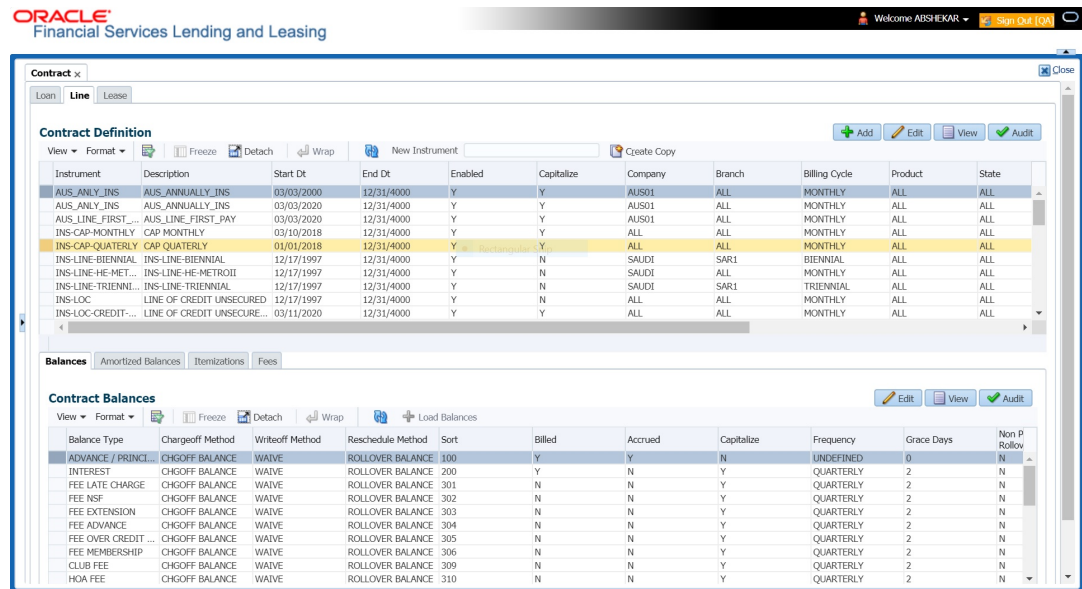 ORACLE
Financial Services Lending and Leasing
Welcome ABSHEKAR
Sign Out [QA]
Contract ×
Close
Loan Line Lease
Contract Definition
Add Edit View Audit
View Format Freeze Detach Wrap New Instrument Create Copy
Instrument Description Start Dt End Dt Enabled Capitalize Company Branch Billing Cycle Product State
AUS_ANLY_INS AUS_ANNUALLY_INS 03/03/2000 12/31/4000 Y Y AUS01 ALL MONTHLY ALL ALL
AUS_ANLY_INS AUS_ANNUALLY_INS 03/03/2020 12/31/4000 Y Y AUS01 ALL MONTHLY ALL ALL
AUS_LINE_FIRST_... AUS_LINE_FIRST_PAY 03/03/2020 12/31/4000 Y Y AUS01 ALL MONTHLY ALL ALL
INS-CAP-MONTHLY CAP MONTHLY 03/10/2018 12/31/4000 Y Y ALL ALL MONTHLY ALL ALL
INS-CAP-QUATERLY CAP QUATERLY 01/01/2018 12/31/4000 Y Y ALL ALL MONTHLY ALL ALL
Rectangular Snip
INS-LINE-BIENNIAL INS-LINE-BIENNIAL 12/17/1997 12/31/4000 Y N SAUDI SAR1 BIENNIAL ALL ALL
INS-LINE-HE-MET... INS-LINE-HE-METROII 12/17/1997 12/31/4000 Y N SAUDI ALL MONTHLY ALL ALL
INS-LINE-TRIENNI... INS-LINE-TRIENNIAL 12/17/1997 12/31/4000 Y N SAUDI SAR1 TRIENNIAL ALL ALL
INS-LOC LINE OF CREDIT UNSECURED 12/17/1997 12/31/4000 Y N ALL ALL MONTHLY ALL ALL
INS-LOC-CREDIT-... LINE OF CREDIT UNSECURE... 03/11/2020 12/31/4000 Y Y ALL ALL MONTHLY ALL ALL
Balances Amortized Balances Itemizations Fees
Contract Balances
Edit View Audit
View Format Freeze Detach Wrap Load Balances
Balance Type Chargeoff Method Writeoff Method Reschedule Method Sort Billed Accrued Capitalize Frequency Grace Days Non P
Rollov
ADVANCE / PRINCI... CHGOFF BALANCE WAIVE ROLLOVER BALANCE 100 Y Y N UNDEFINED 0 N
INTEREST CHGOFF BALANCE WAIVE ROLLOVER BALANCE 200 Y N Y QUARTERLY 2 N
FEE LATE CHARGE CHGOFF BALANCE WAIVE ROLLOVER BALANCE 301 N N Y QUARTERLY 2 N
FEE NSF CHGOFF BALANCE WAIVE ROLLOVER BALANCE 302 N N Y QUARTERLY 2 N
FEE EXTENSION CHGOFF BALANCE WAIVE ROLLOVER BALANCE 303 N N Y QUARTERLY 2 N
FEE ADVANCE CHGOFF BALANCE WAIVE ROLLOVER BALANCE 304 N N Y QUARTERLY 2 N
FEE OVER CREDIT ... CHGOFF BALANCE WAIVE ROLLOVER BALANCE 305 N N Y QUARTERLY 2 N
FEE MEMBERSHIP CHGOFF BALANCE WAIVE ROLLOVER BALANCE 306 N N Y QUARTERLY 2 N
CLUB FEE CHGOFF BALANCE WAIVE ROLLOVER BALANCE 309 N N Y QUARTERLY 2 N
HOA FEE CHGOFF BALANCE WAIVE ROLLOVER BALANCE 310 N N Y QUARTERLY 2 N